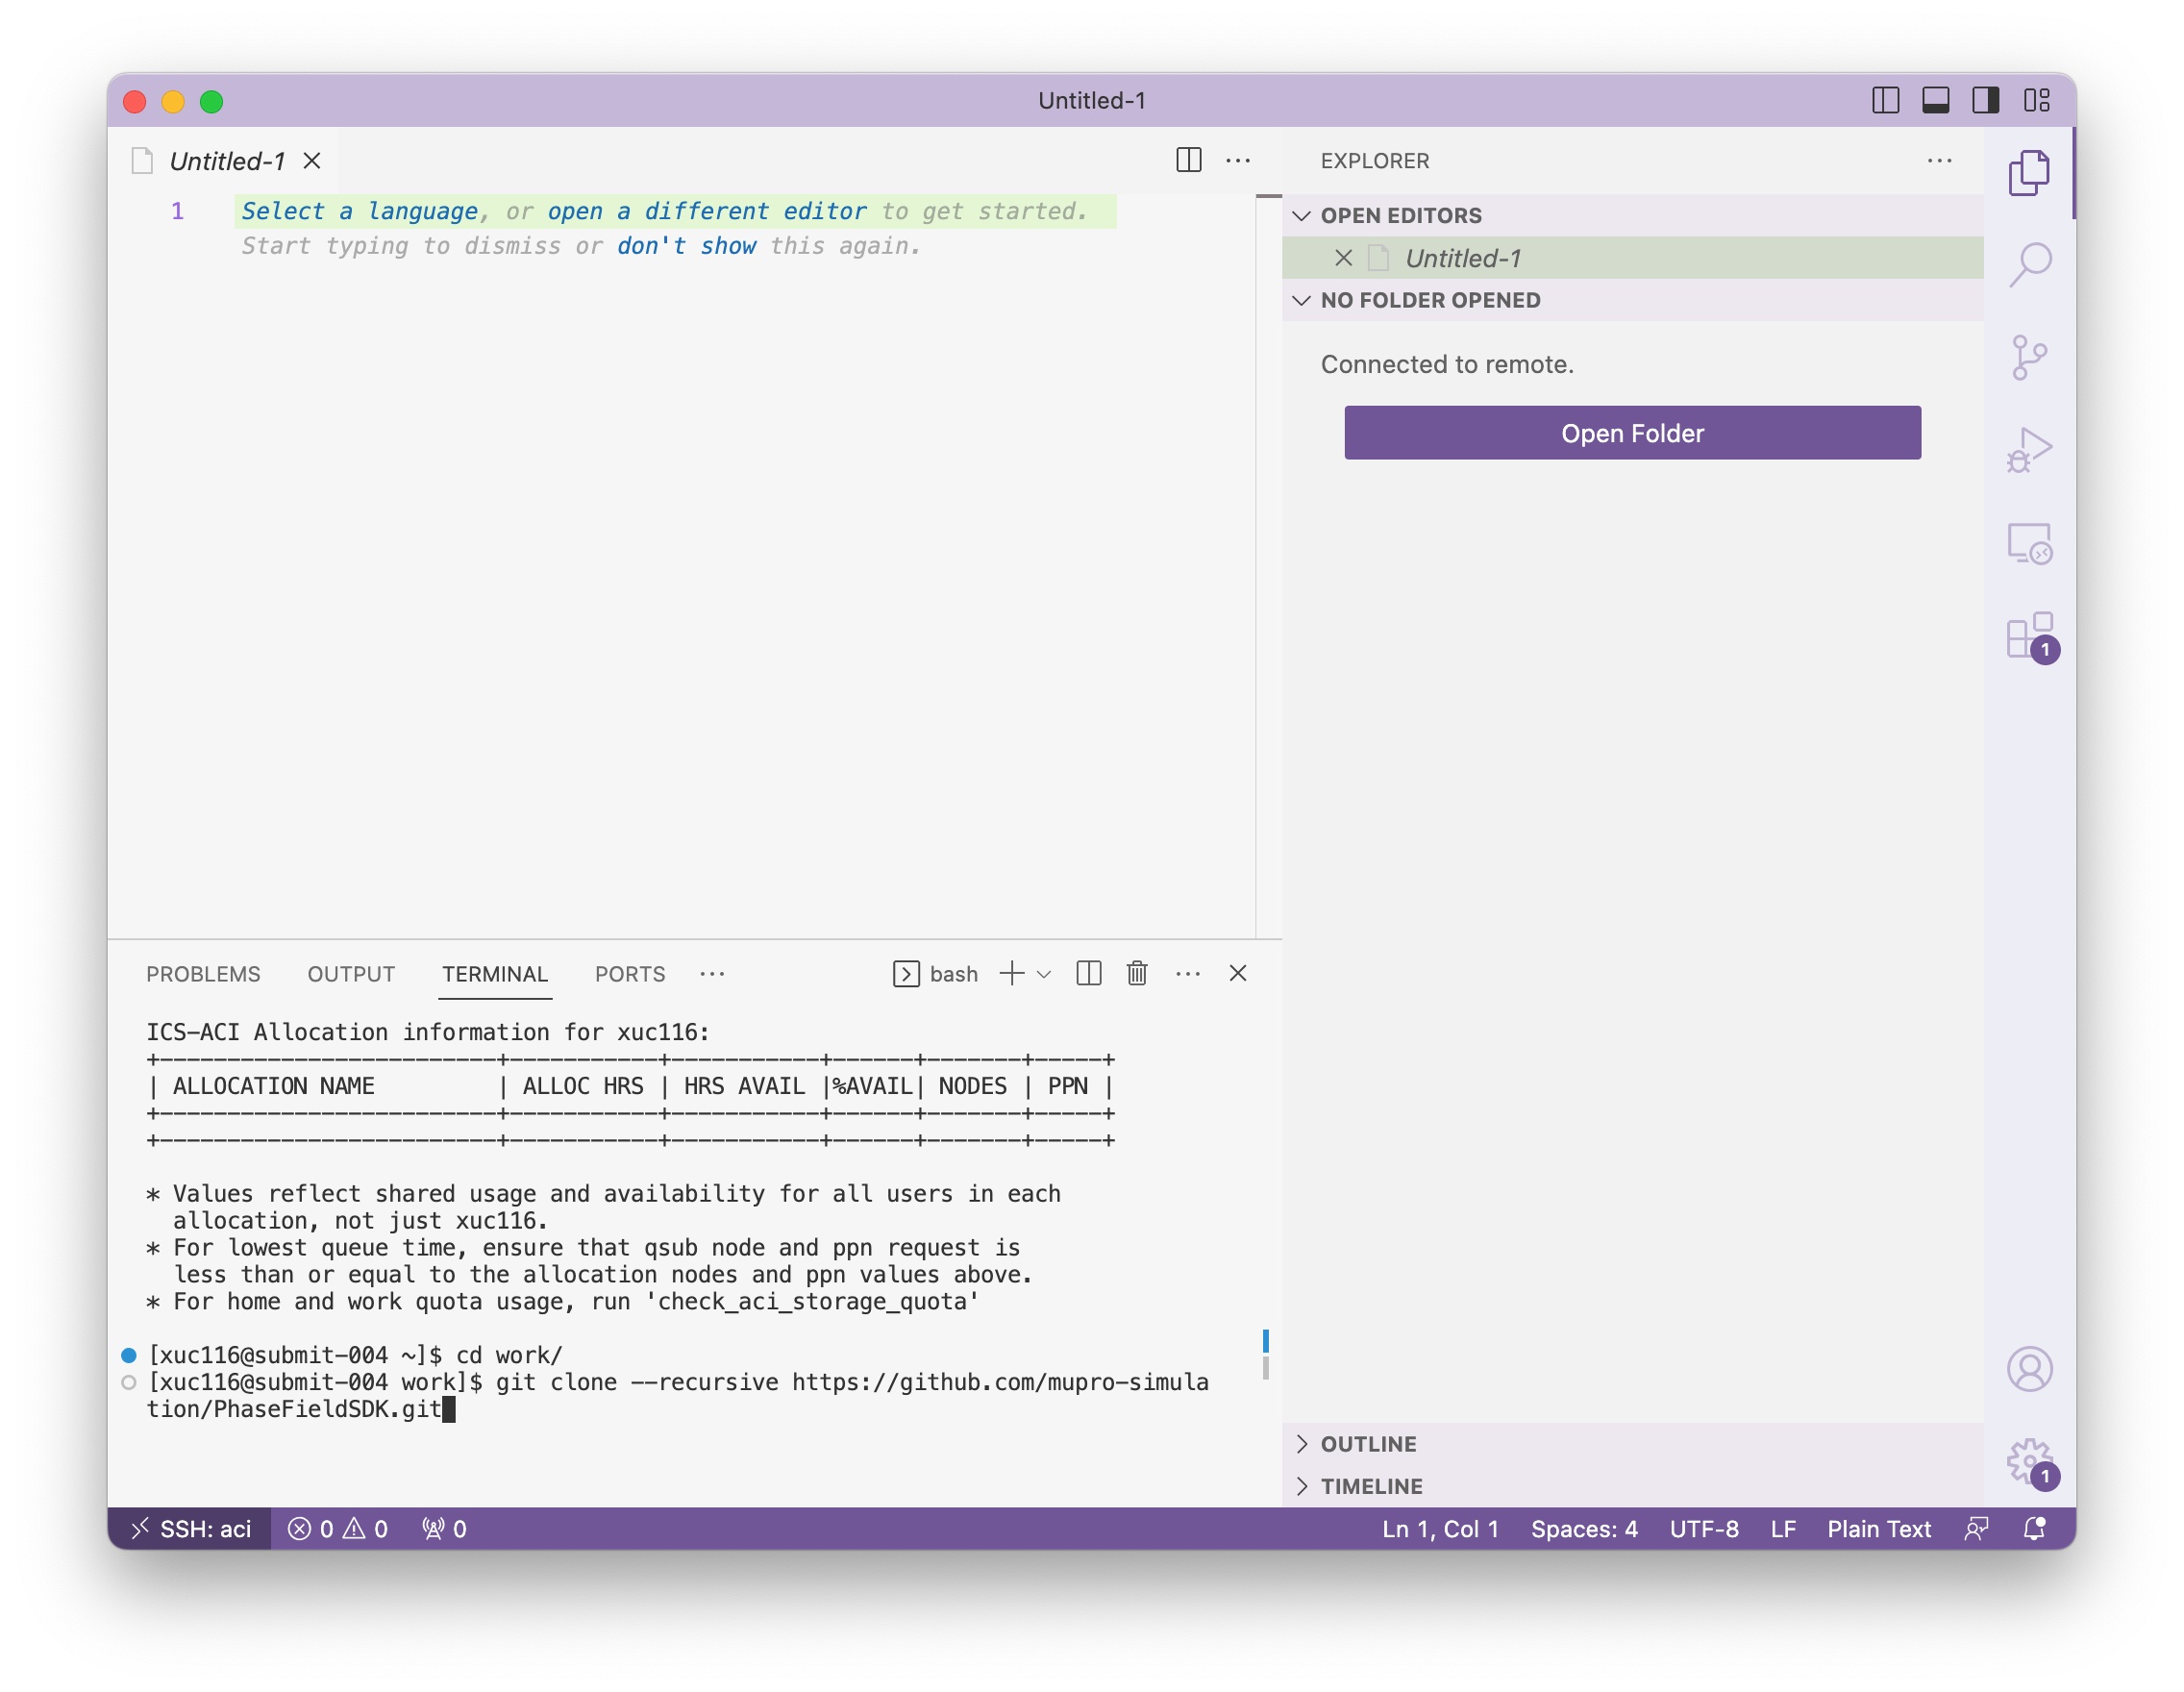 Untitled-1
Untitled-1
EXPLORER
1 Select a language, or open a different editor to get started.
Start typing to dismiss or don't show this again.
OPEN EDITORS
Untitled-1
NO FOLDER OPENED
Connected to remote.
Open Folder
1
PROBLEMS OUTPUT TERMINAL PORTS bash
ICS-ACI Allocation information for xuc116:
+-------------------------+-----------+-----------+------+-------+-----+
| ALLOCATION NAME         | ALLOC HRS | HRS AVAIL |%AVAIL| NODES | PPN |
+-------------------------+-----------+-----------+------+-------+-----+
+-------------------------+-----------+-----------+------+-------+-----+
* Values reflect shared usage and availability for all users in each
allocation, not just xuc116.
* For lowest queue time, ensure that qsub node and ppn request is
less than or equal to the allocation nodes and ppn values above.
* For home and work quota usage, run 'check_aci_storage_quota'
[xuc116@submit-004 ~]$ cd work/
[xuc116@submit-004 work]$ git clone --recursive https://github.com/mupro-simula
tion/PhaseFieldSDK.git
OUTLINE
TIMELINE
1
SSH: aci 0 0 0 Ln 1, Col 1 Spaces: 4 UTF-8 LF Plain Text